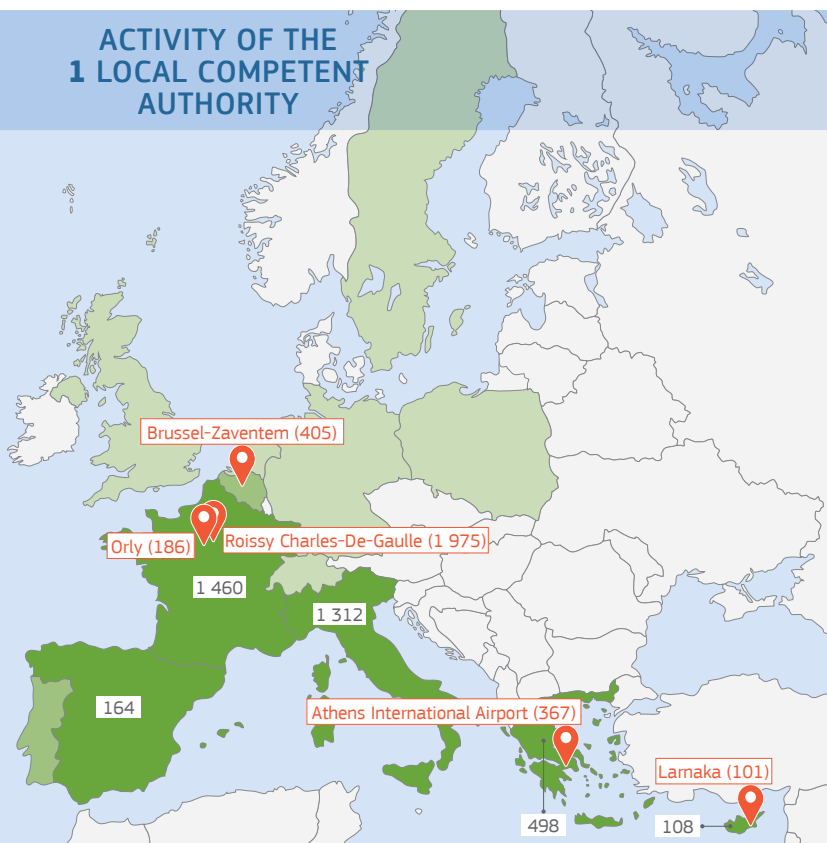 ACTIVITY OF THE
1 LOCAL COMPETENT
AUTHORITY
Brussel-Zaventem (405)
Orly (186)
Roissy Charles-De-Gaulle (1 975)
1 460
1 312
164
Athens International Airport (367)
Larnaka (101)
498
108